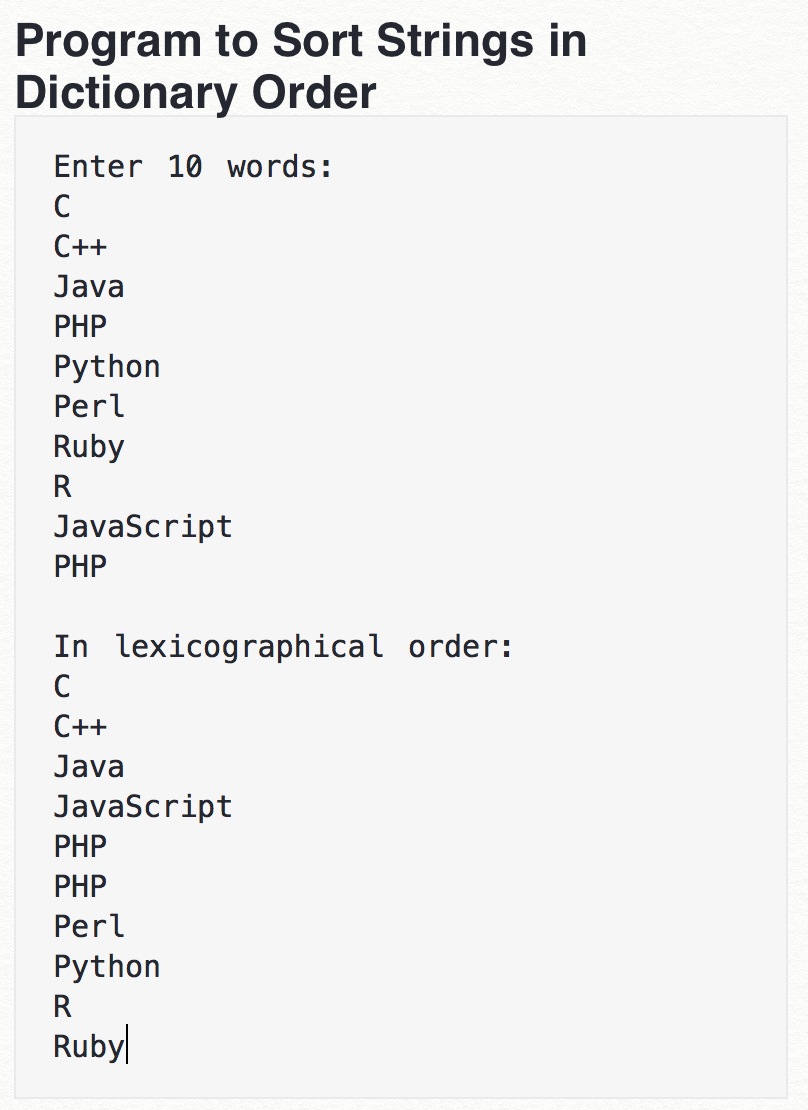 Program to Sort Strings in
Dictionary Order
Enter 10 words:
C
C++
Java
PHP
Python
Perl
Ruby
R
JavaScript
PHP
In lexicographical order:
C
C++
Java
JavaScript
PHP
PHP
Perl
Python
R
Ruby